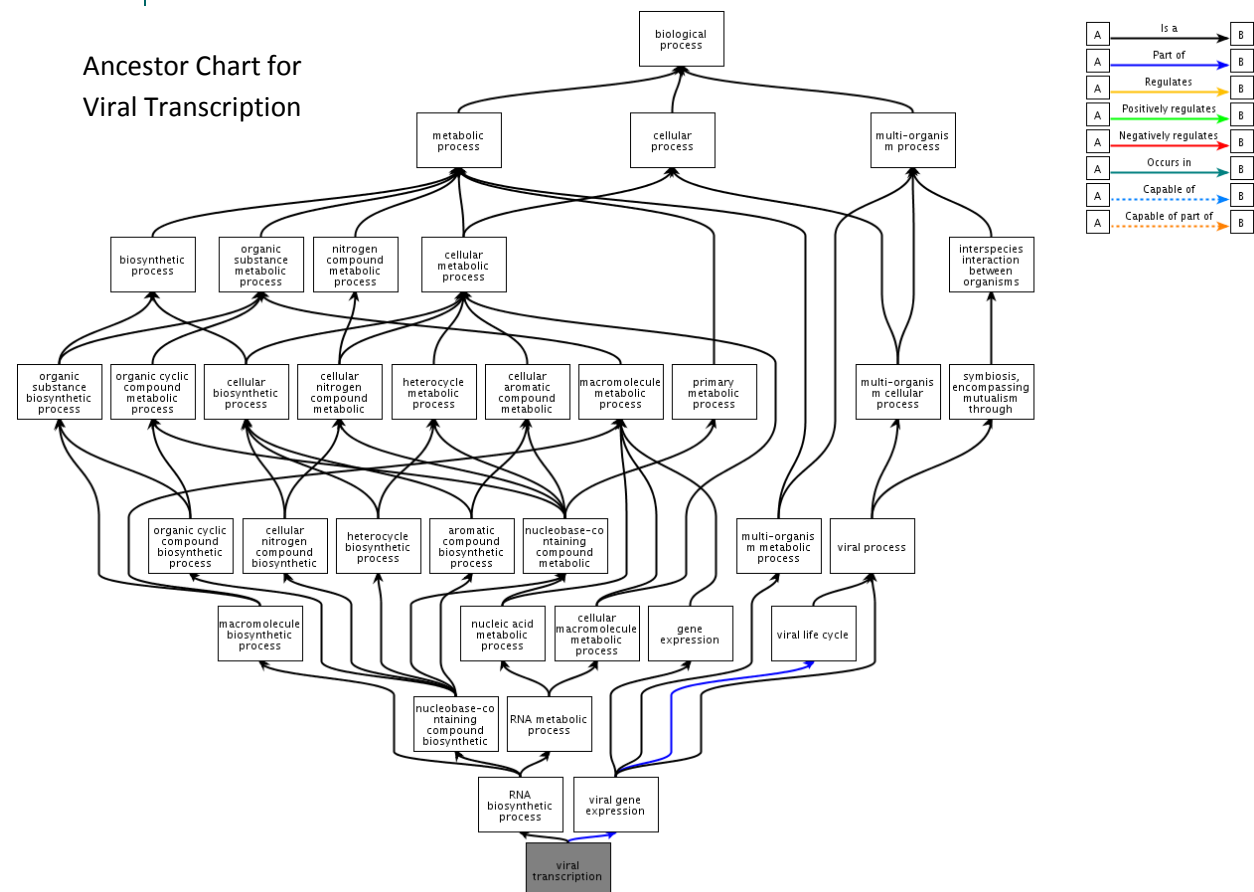 biological
process
Ancestor Chart for
Viral Transcription
A
Is a
B
A
Part of
B
A
Regulates
B
A
Positively regulates
B
A
Negatively regulates
B
A
Occurs in
B
A
Capable of
B
A
Capable of part of
B
metabolic
process
cellular
process
multi-organis
m process
biosynthetic
process
organic
substance
metabolic
process
nitrogen
compound
metabolic
process
cellular
metabolic
process
interspecies
interaction
between
organisms
organic
substance
biosynthetic
process
organic cyclic
compound
metabolic
process
cellular
biosynthetic
process
cellular
nitrogen
compound
metabolic
heterocycle
metabolic
process
cellular
aromatic
compound
metabolic
macromolecule
metabolic
process
primary
metabolic
process
multi-organis
m cellular
process
symbiosis,
encompassing
mutualism
through
organic cyclic
compound
biosynthetic
process
cellular
nitrogen
compound
biosynthetic
heterocycle
biosynthetic
process
aromatic
compound
biosynthetic
process
nucleobase-co
ntaining
compound
metabolic
multi-organis
m metabolic
process
viral process
macromolecule
biosynthetic
process
nucleic acid
metabolic
process
cellular
macromolecule
metabolic
process
gene
expression
viral life cycle
nucleobase-co
ntaining
compound
biosynthetic
RNA metabolic
process
RNA
biosynthetic
process
viral gene
expression
viral
transcription